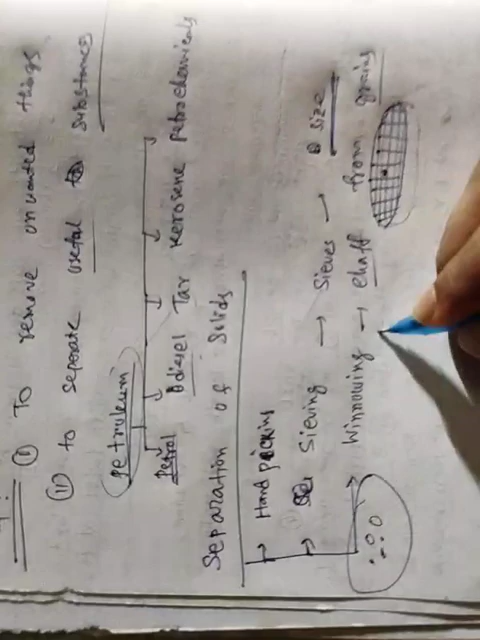 (i) To remove unwanted things
(ii) to seperate useful substances
petroleum
Petrol diesel Tar kerosene petrochemicals
Separation of Solids
→ Hand picking
→ Sieving → Sieves → Size
→ Winnowing → chaff from grains